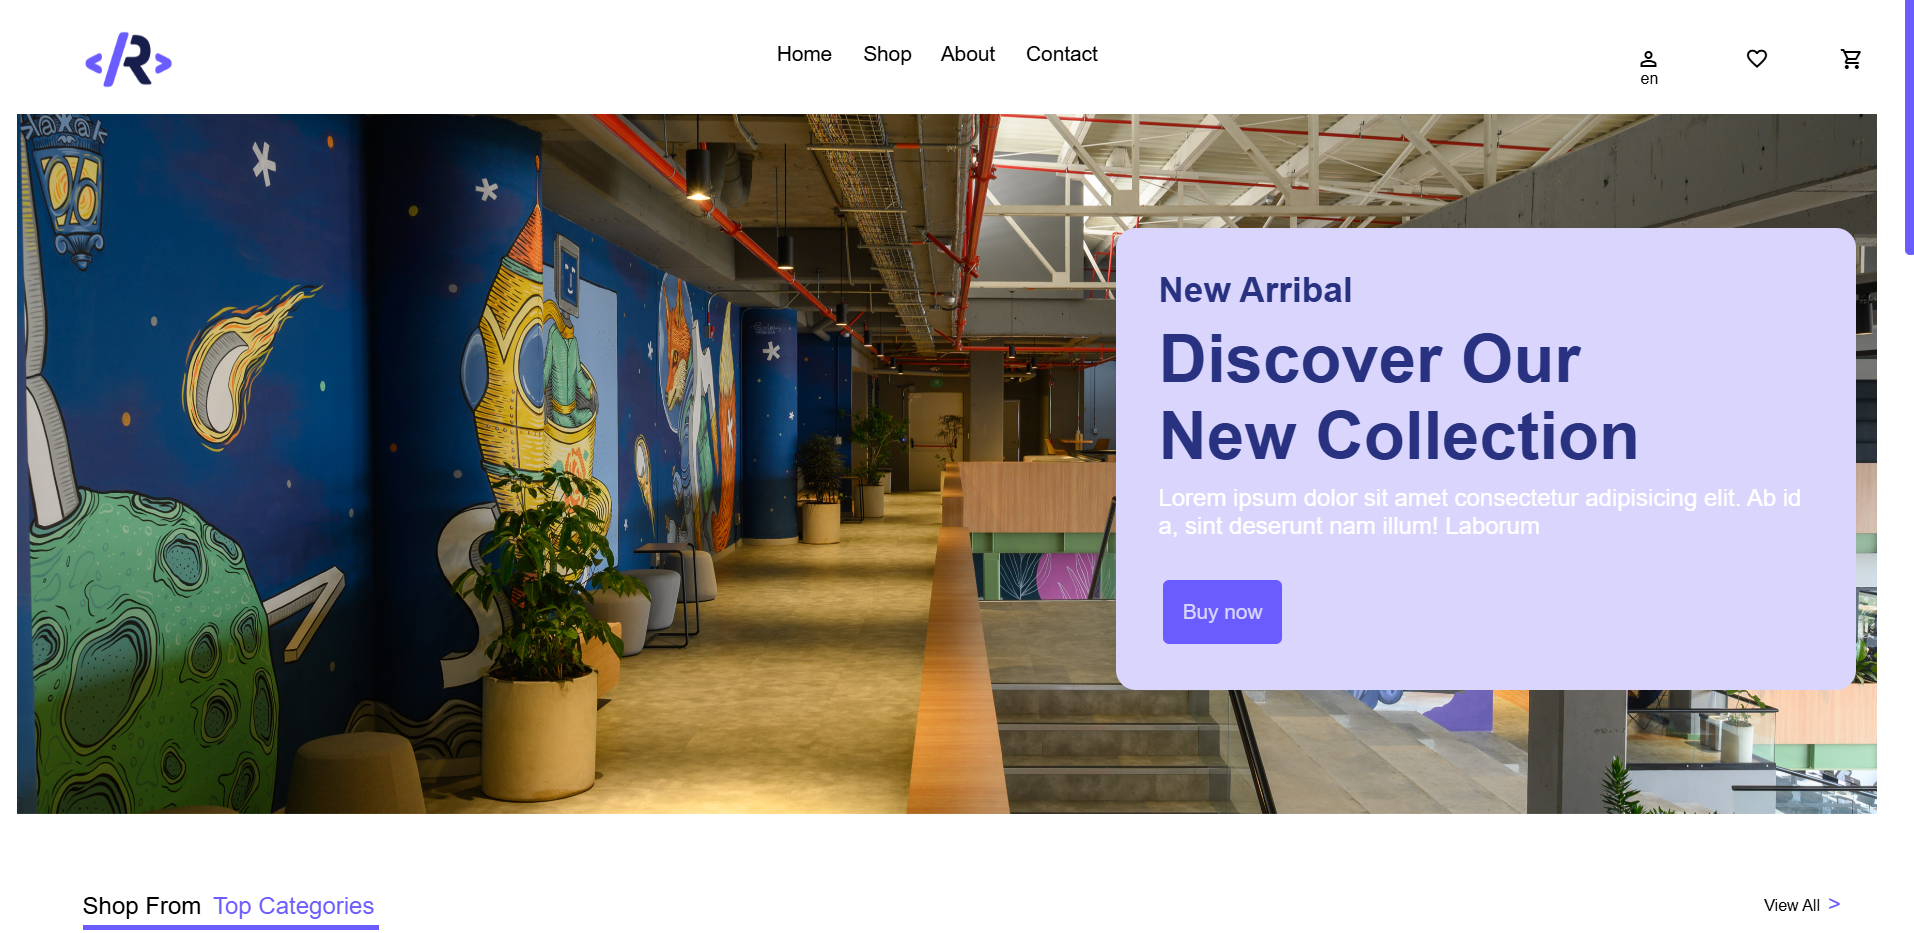 </R>
Home Shop About Contact
en
New Arribal
Discover Our
New Collection
Lorem ipsum dolor sit amet consectetur adipisicing elit. Ab id
a, sint deserunt nam illum! Laborum
Buy now
Shop From Top Categories
View All >